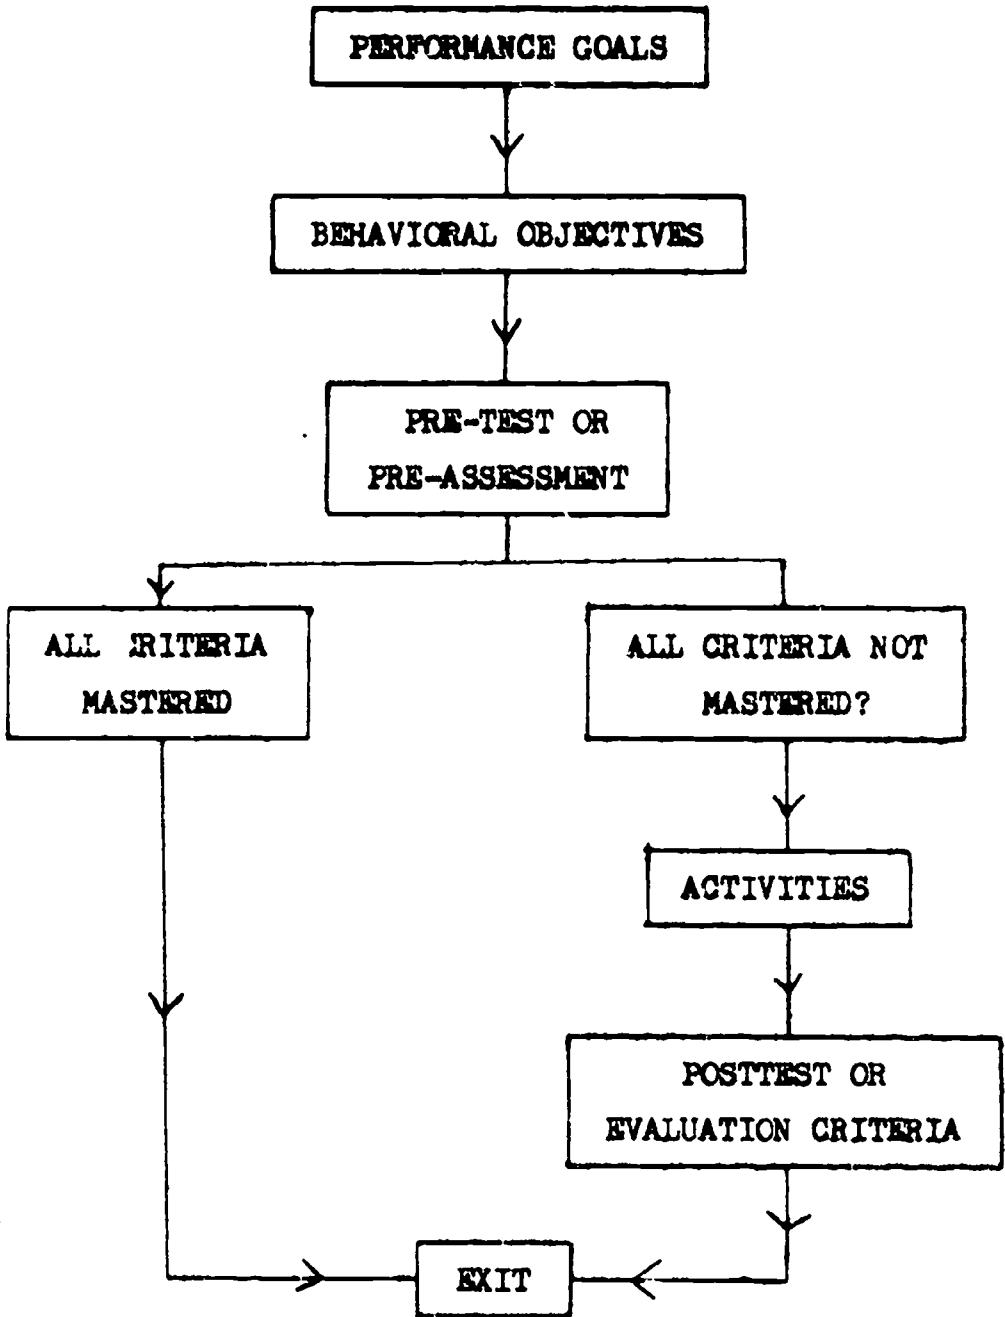 PERFORMANCE GOALS
BEHAVIORAL OBJECTIVES
PRE-TEST OR
PRE-ASSESSMENT
ALL CRITERIA
MASTERED
ALL CRITERIA NOT
MASTERED?
ACTIVITIES
POSTTEST OR
EVALUATION CRITERIA
EXIT